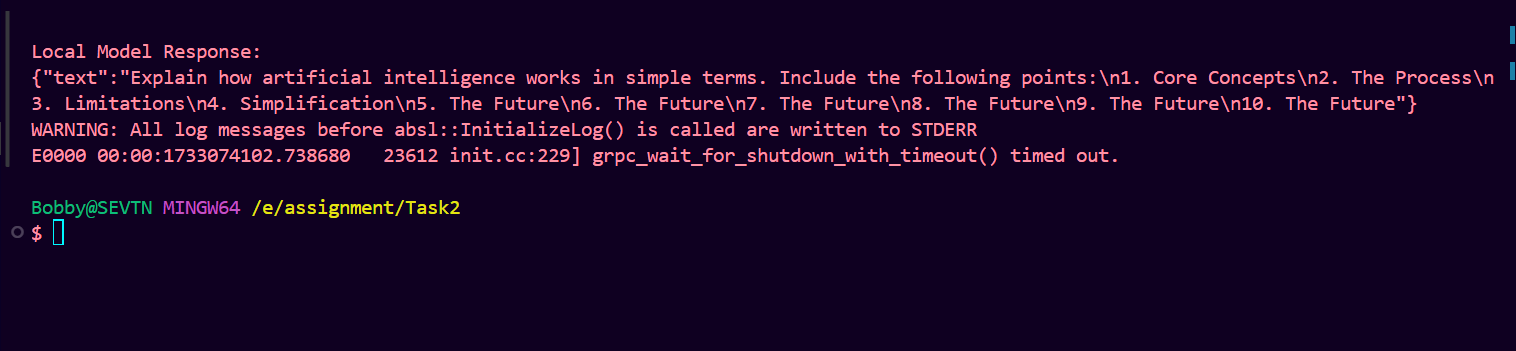 Local Model Response:
{"text":"Explain how artificial intelligence works in simple terms. Include the following points:\n1. Core Concepts\n2. The Process\n
3. Limitations\n4. Simplification\n5. The Future\n6. The Future\n7. The Future\n8. The Future\n9. The Future\n10. The Future"}
WARNING: All log messages before absl::InitializeLog() is called are written to STDERR
E0000 00:00:1733074102.738680   23612 init.cc:229] grpc_wait_for_shutdown_with_timeout() timed out.
Bobby@SEVTN MINGW64 /e/assignment/Task2
$